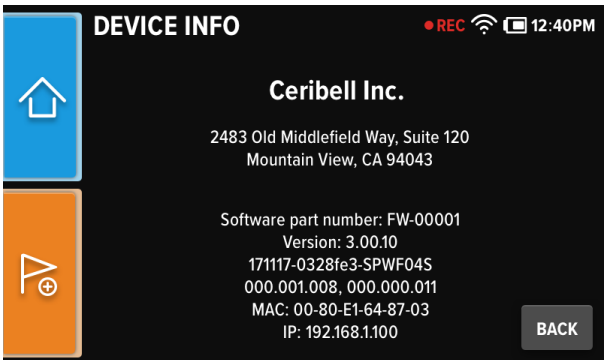 DEVICE INFO
REC 12:40PM
Ceribell Inc.
2483 Old Middlefield Way, Suite 120
Mountain View, CA 94043
Software part number: FW-00001
Version: 3.00.10
171117-0328fe3-SPWF04S
000.001.008, 000.000.011
MAC: 00-80-E1-64-87-03
IP: 192.168.1.100
BACK